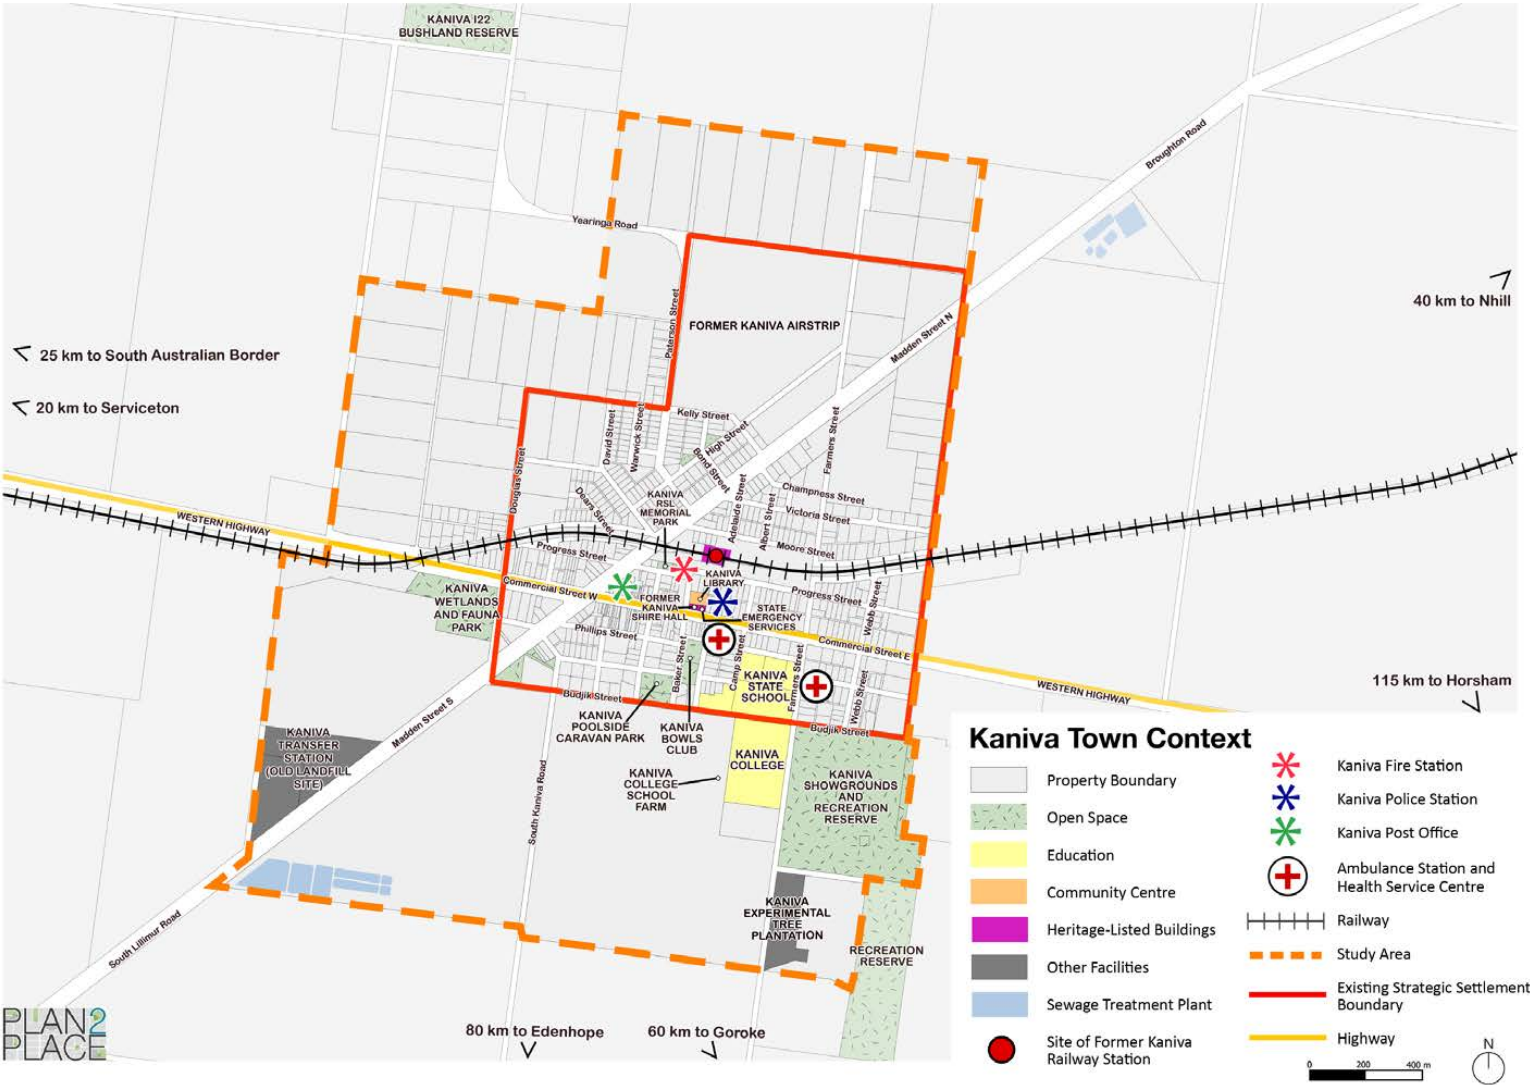 KANIVA I22
BUSHLAND RESERVE
Broughton Road
Yearinga Road
40 km to Nhill
Paterson Street
FORMER KANIVA AIRSTRIP
Madden Street N
25 km to South Australian Border
20 km to Serviceton
Kelly Street
David Street
Warwick Street
High Street
Bond Street
Farmers Street
Douglas Street
Dears Street
KANIVA
RSL
MEMORIAL
PARK
Adelaide Street
Albert Street
Champness Street
Victoria Street
Moore Street
WESTERN HIGHWAY
Progress Street
KANIVA
LIBRARY
Commercial Street W
FORMER
KANIVA
SHIRE HALL
STATE
EMERGENCY
SERVICES
Progress Street
Webb Street
KANIVA
WETLANDS
AND FAUNA
PARK
Phillips Street
Baker Street
Camp Street
Farmers Street
Commercial Street E
KANIVA
STATE
SCHOOL
Webb Street
WESTERN HIGHWAY
115 km to Horsham
Budjik Street
Budjik Street
KANIVA
POOLSIDE
CARAVAN PARK
KANIVA
BOWLS
CLUB
Madden Street S
KANIVA
TRANSFER
STATION
(OLD LANDFILL
SITE)
KANIVA
COLLEGE
KANIVA
COLLEGE
SCHOOL
FARM
KANIVA
SHOWGROUNDS
AND
RECREATION
RESERVE
South Kaniva Road
KANIVA
EXPERIMENTAL
TREE
PLANTATION
RECREATION
RESERVE
South Lillimur Road
80 km to Edenhope
60 km to Goroke
PLAN2
PLACE
Kaniva Town Context
Property Boundary
Open Space
Education
Community Centre
Heritage-Listed Buildings
Other Facilities
Sewage Treatment Plant
Site of Former Kaniva
Railway Station
Kaniva Fire Station
Kaniva Police Station
Kaniva Post Office
Ambulance Station and
Health Service Centre
Railway
Study Area
Existing Strategic Settlement
Boundary
Highway
0 200 400 m
N